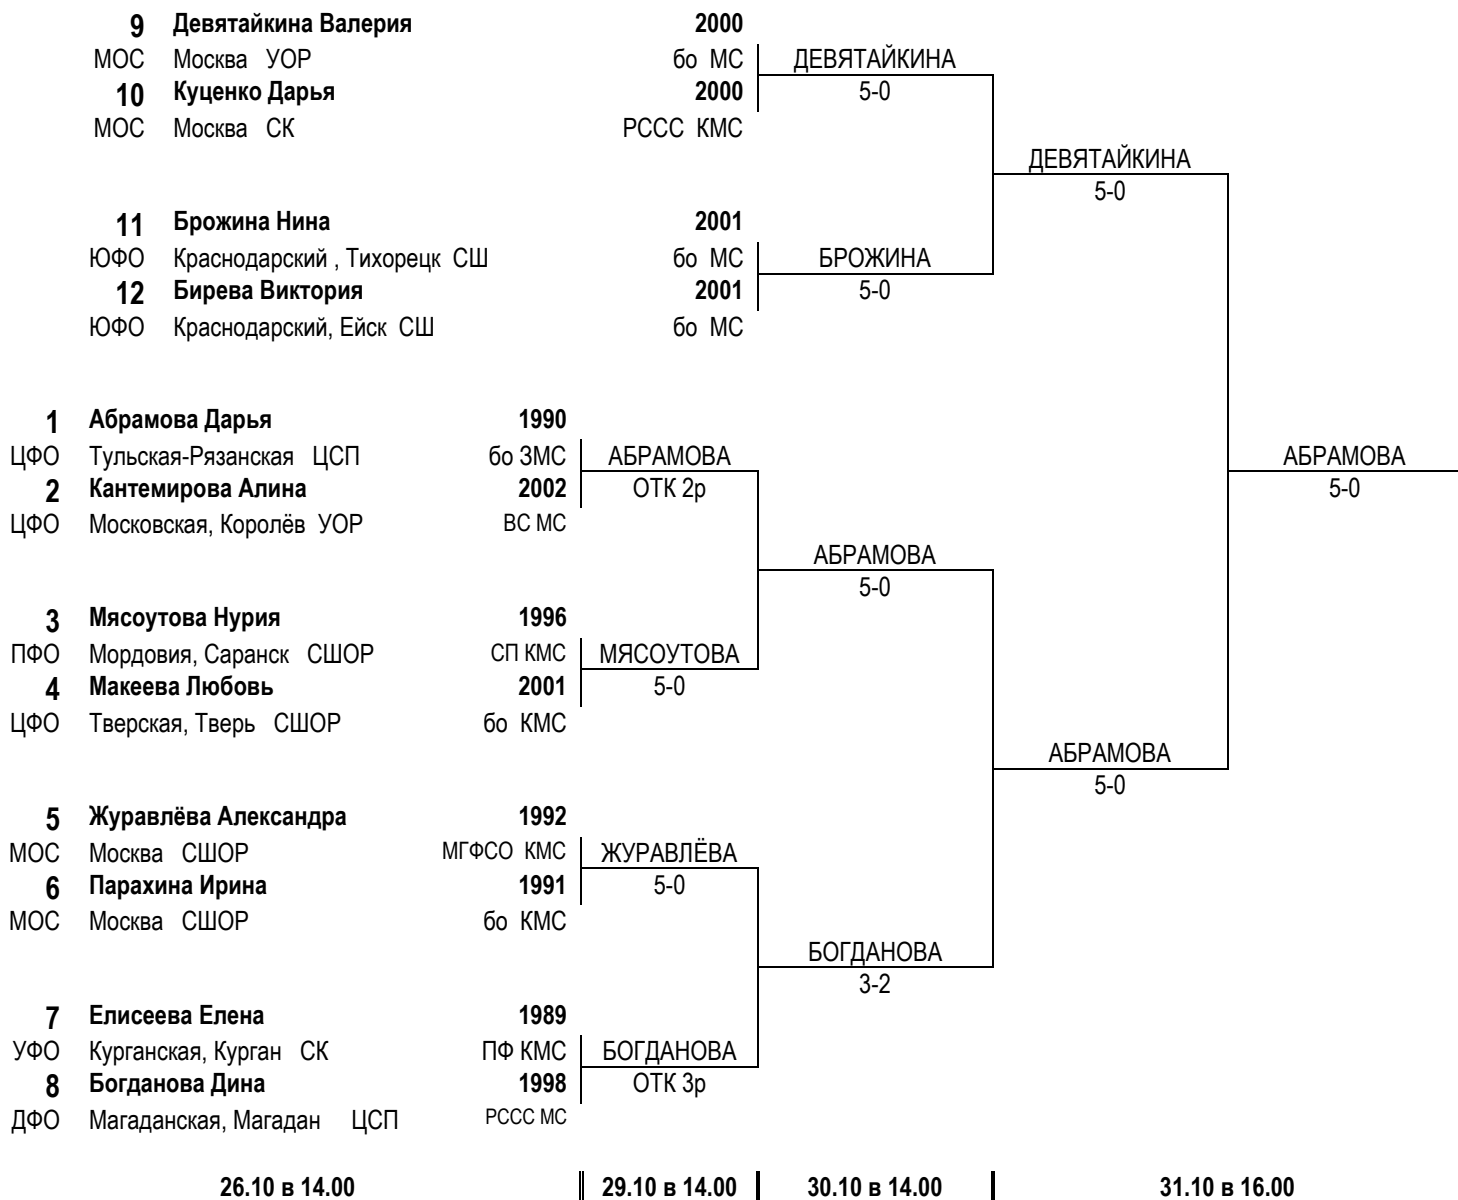 9 Девятайкина Валерия 2000
МОС Москва УОР бо МС ДЕВЯТАЙКИНА
10 Куценко Дарья 2000 5-0
МОС Москва СК РССС КМС
ДЕВЯТАЙКИНА
5-0
11 Брожина Нина 2001
ЮФО Краснодарский , Тихорецк СШ бо МС БРОЖИНА
12 Бирева Виктория 2001 5-0
ЮФО Краснодарский, Ейск СШ бо МС
1 Абрамова Дарья 1990
ЦФО Тульская-Рязанская ЦСП бо ЗМС АБРАМОВА АБРАМОВА
2 Кантемирова Алина 2002 ОТК 2р 5-0
ЦФО Московская, Королёв УОР ВС МС
АБРАМОВА
5-0
3 Мясоутова Нурия 1996
ПФО Мордовия, Саранск СШОР СП КМС МЯСОУТОВА
4 Макеева Любовь 2001 5-0
ЦФО Тверская, Тверь СШОР бо КМС
АБРАМОВА
5-0
5 Журавлёва Александра 1992
МОС Москва СШОР МГФСО КМС ЖУРАВЛЁВА
6 Парахина Ирина 1991 5-0
МОС Москва СШОР бо КМС
БОГДАНОВА
3-2
7 Елисеева Елена 1989
УФО Курганская, Курган СК ПФ КМС БОГДАНОВА
8 Богданова Дина 1998 ОТК 3р
ДФО Магаданская, Магадан ЦСП РССС МС
26.10 в 14.00 29.10 в 14.00 30.10 в 14.00 31.10 в 16.00